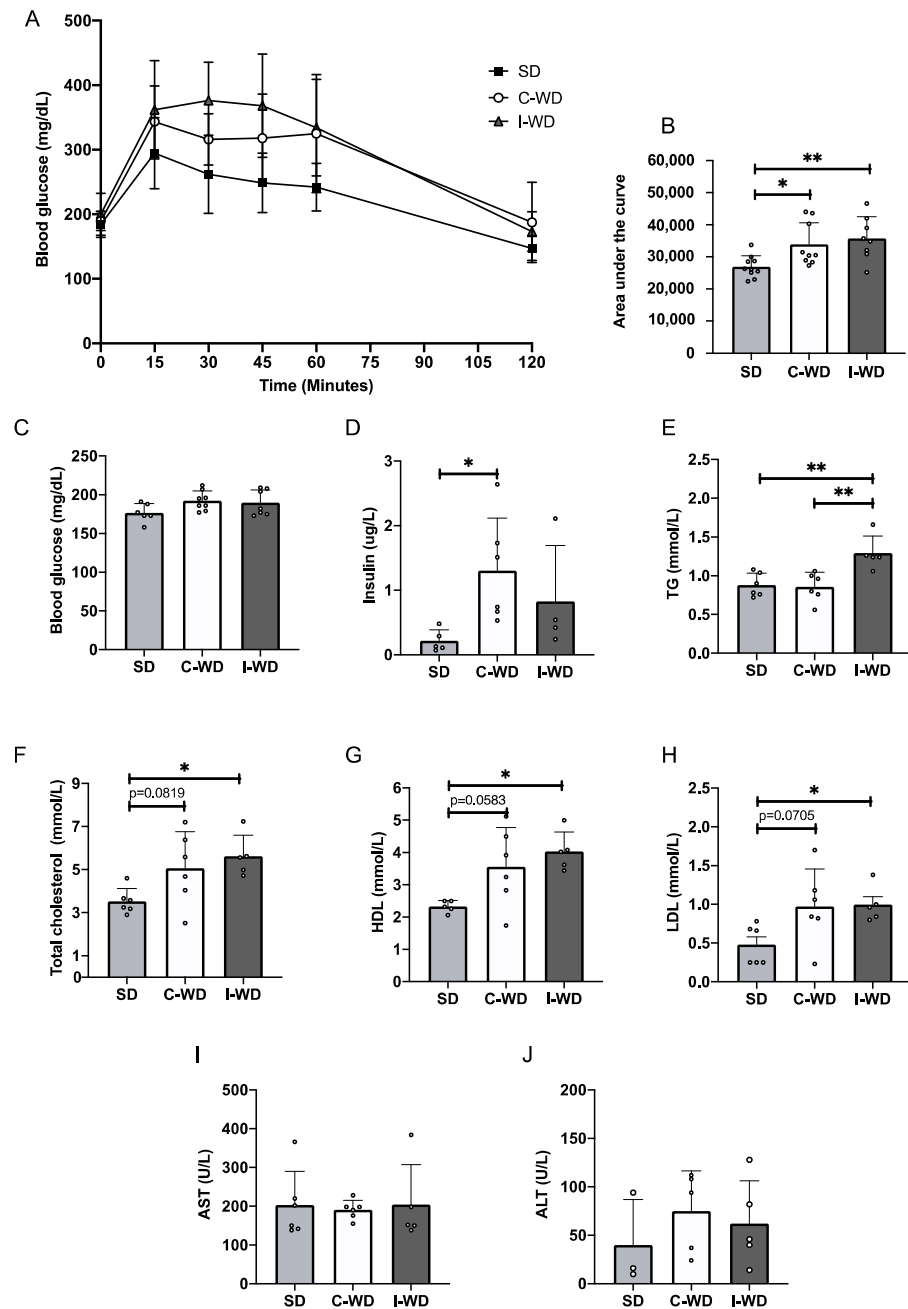 A
500
400
300
200
100
0
Blood glucose (mg/dL)
0 15 30 45 60 75 90 105 120
Time (Minutes)
SD
C-WD
I-WD
B
60,000
50,000
40,000
30,000
20,000
10,000
0
Area under the curve
*
**
SD C-WD I-WD
C
200
150
100
50
0
Blood glucose (mg/dL)
SD C-WD I-WD
D
3
2
1
0
Insulin (ug/L)
*
SD C-WD I-WD
E
2.5
2.0
1.5
1.0
0.5
0.0
TG (mmol/L)
**
**
SD C-WD I-WD
F
9
7
5
3
0
Total cholesterol (mmol/L)
*
p=0.0819
SD C-WD I-WD
G
6
5
4
3
2
1
0
HDL (mmol/L)
*
p=0.0583
SD C-WD I-WD
H
2.5
2.0
1.5
1.0
0.5
0.0
LDL (mmol/L)
*
p=0.0705
SD C-WD I-WD
I
500
400
300
200
100
0
AST (U/L)
SD C-WD I-WD
J
200
150
100
50
0
ALT (U/L)
SD C-WD I-WD